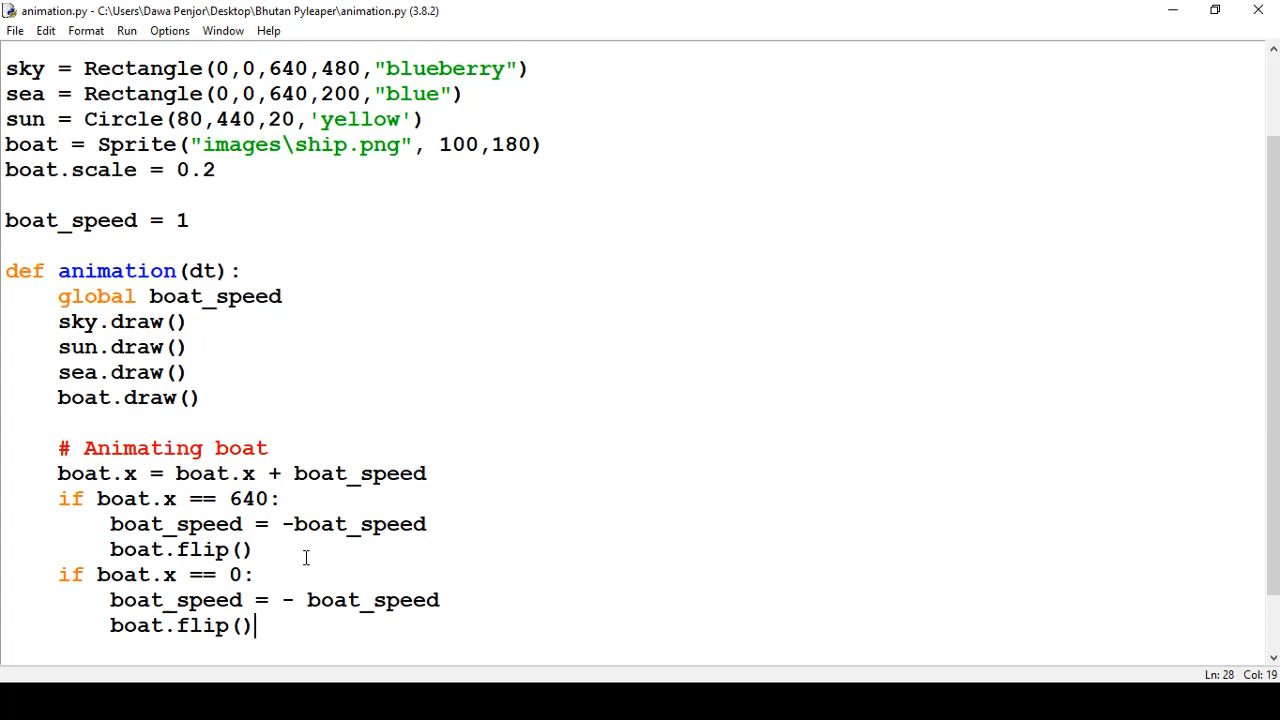 animation.py - C:\Users\Dawa Penjor\Desktop\Bhutan Pyleaper\animation.py (3.8.2)
File Edit Format Run Options Window Help
sky = Rectangle(0,0,640,480,"blueberry")
sea = Rectangle(0,0,640,200,"blue")
sun = Circle(80,440,20,'yellow')
boat = Sprite("images\ship.png", 100,180)
boat.scale = 0.2
boat_speed = 1
def animation(dt):
    global boat_speed
    sky.draw()
    sun.draw()
    sea.draw()
    boat.draw()
    # Animating boat
    boat.x = boat.x + boat_speed
    if boat.x == 640:
        boat_speed = -boat_speed
        boat.flip()
    if boat.x == 0:
        boat_speed = - boat_speed
        boat.flip()
Ln: 28 Col: 19